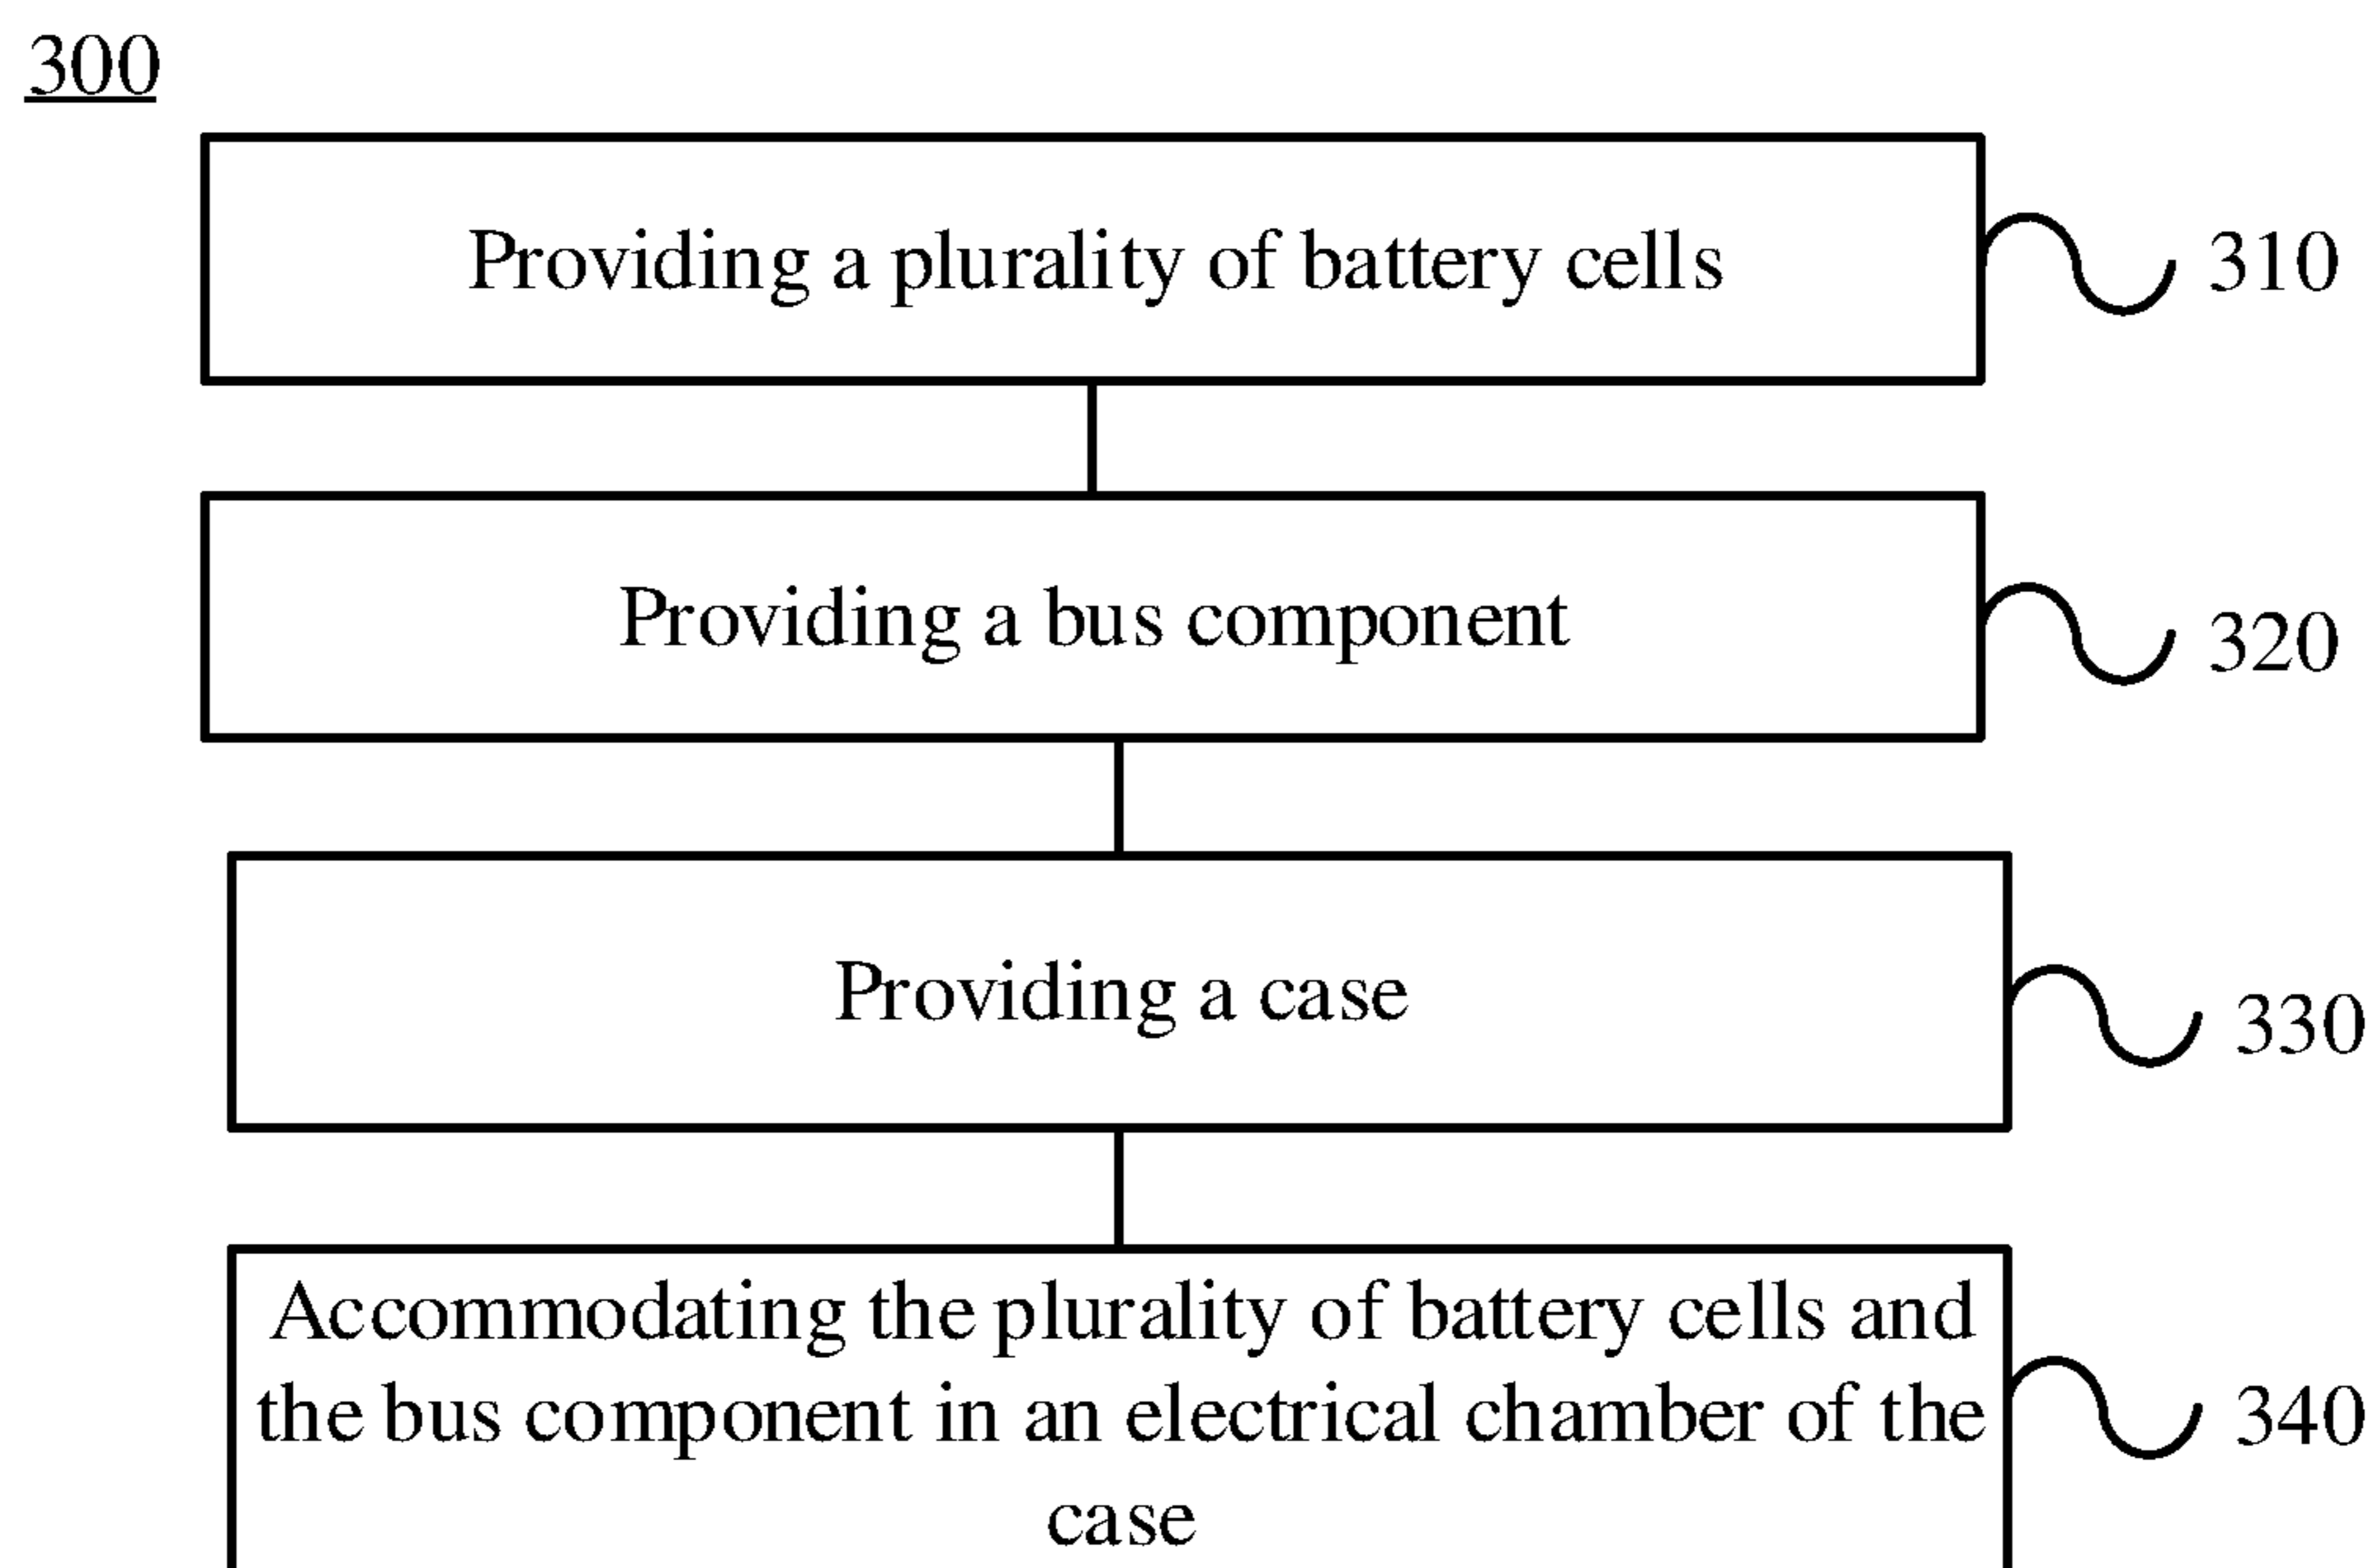 300
Providing a plurality of battery cells
310
Providing a bus component
320
Providing a case
330
Accommodating the plurality of battery cells and
the bus component in an electrical chamber of the
case
340